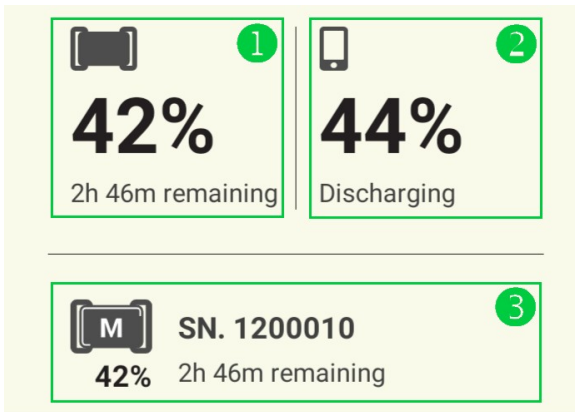 1
2
42%
44%
2h 46m remaining
Discharging
3
M
SN. 1200010
42%
2h 46m remaining